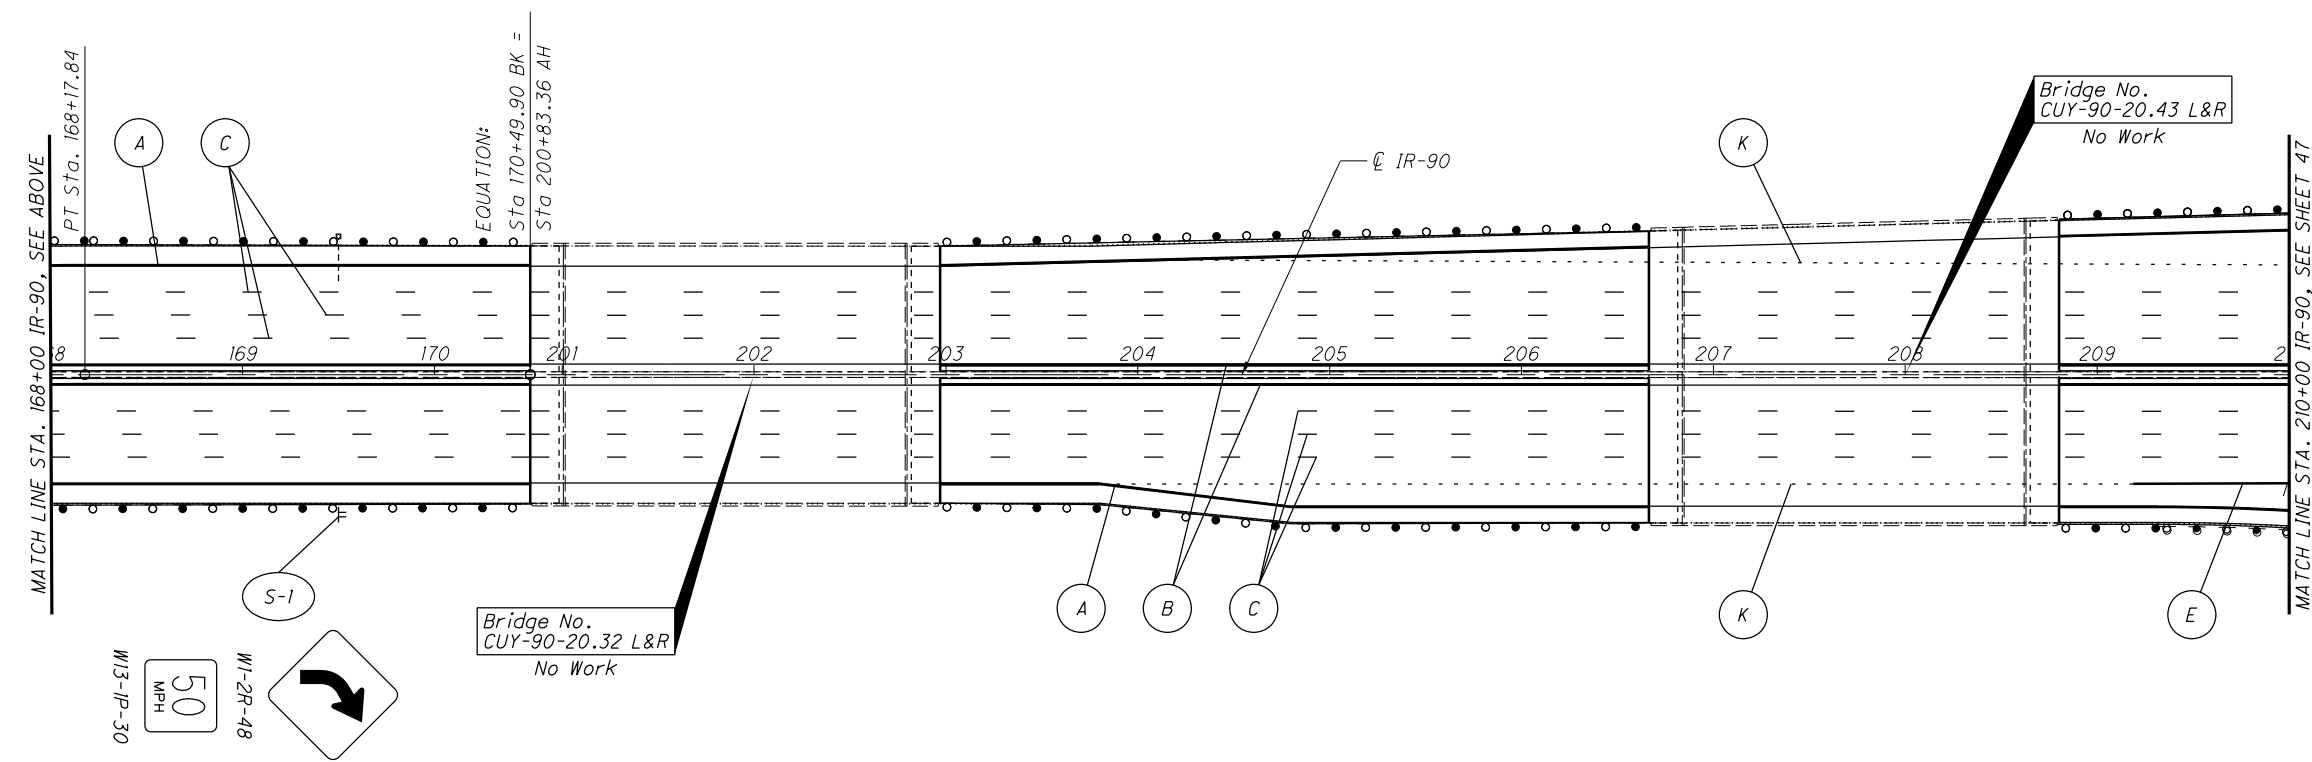 MATCH LINE STA. 168+00 IR-90, SEE ABOVE
PT Sta. 168+17.84
A
C
EQUATION:
Sta 170+49.90 BK =
Sta 200+83.36 AH
℄ IR-90
K
Bridge No.
CUY-90-20.43 L&R
No Work
MATCH LINE STA. 210+00 IR-90, SEE SHEET 47
8
169
170
201
202
203
204
205
206
207
208
209
2
S-1
A
B
C
K
E
Bridge No.
CUY-90-20.32 L&R
No Work
W13-1P-30
50
MPH
W1-2R-48